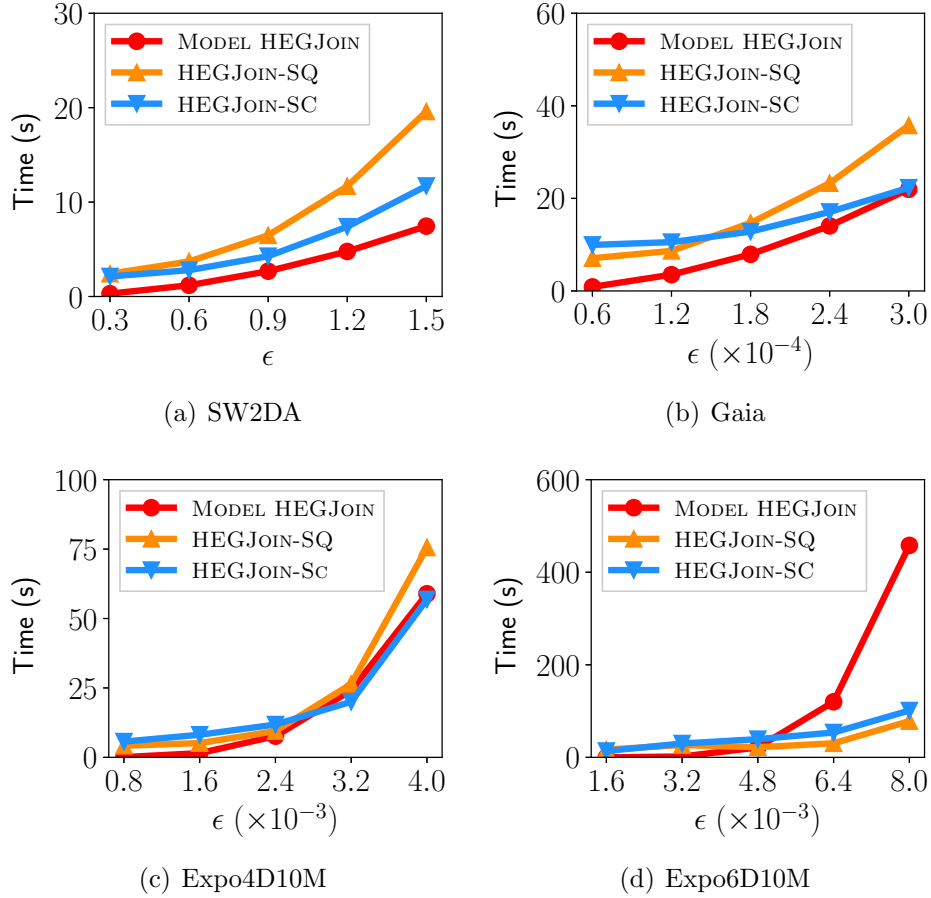 30
20
10
0
Time (s)
MODEL HEGJOIN
HEGJOIN-SQ
HEGJOIN-SC
0.3 0.6 0.9 1.2 1.5
ϵ
(a) SW2DA
60
40
20
0
Time (s)
MODEL HEGJOIN
HEGJOIN-SQ
HEGJOIN-SC
0.6 1.2 1.8 2.4 3.0
ϵ (×10⁻⁴)
(b) Gaia
100
75
50
25
0
Time (s)
MODEL HEGJOIN
HEGJOIN-SQ
HEGJOIN-Sc
0.8 1.6 2.4 3.2 4.0
ϵ (×10⁻³)
(c) Expo4D10M
600
400
200
0
Time (s)
MODEL HEGJOIN
HEGJOIN-SQ
HEGJOIN-SC
1.6 3.2 4.8 6.4 8.0
ϵ (×10⁻³)
(d) Expo6D10M